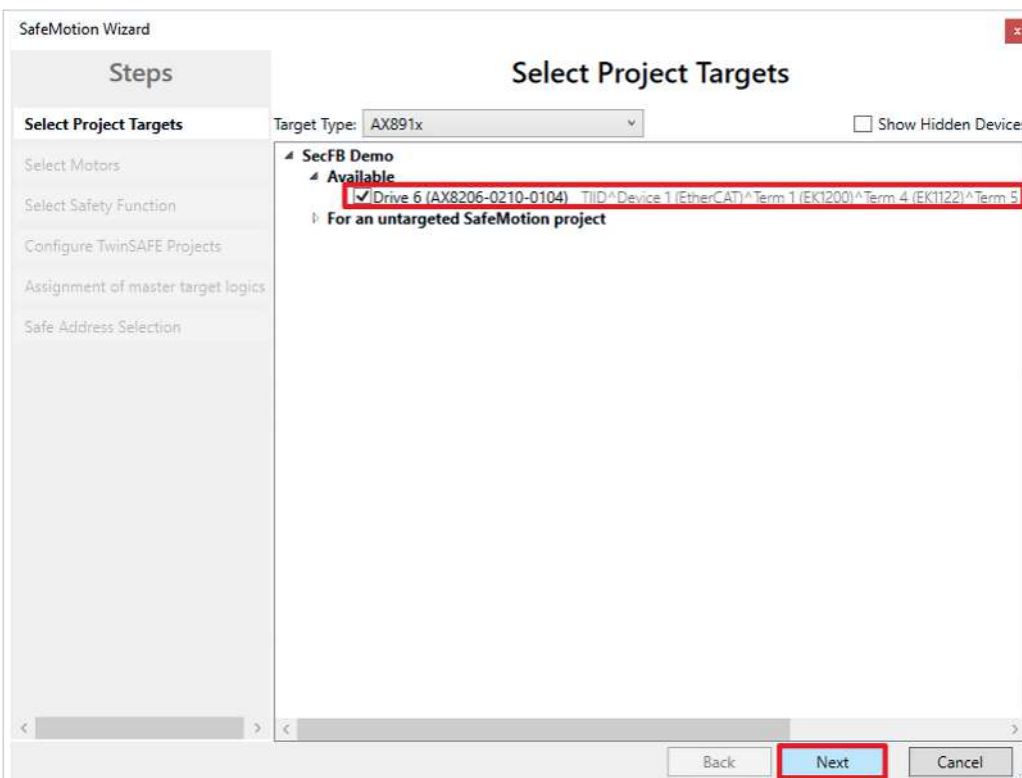 SafeMotion Wizard
x
Steps
Select Project Targets
Select Project Targets
Select Motors
Select Safety Function
Configure TwinSAFE Projects
Assignment of master target logics
Safe Address Selection
Target Type: AX891x
Show Hidden Device
SecFB Demo
Available
Drive 6 (AX8206-0210-0104) TIID^Device 1 (EtherCAT)^Term 1 (EK1200)^Term 4 (EK1122)^Term 5
For an untargeted SafeMotion project
Back Next Cancel